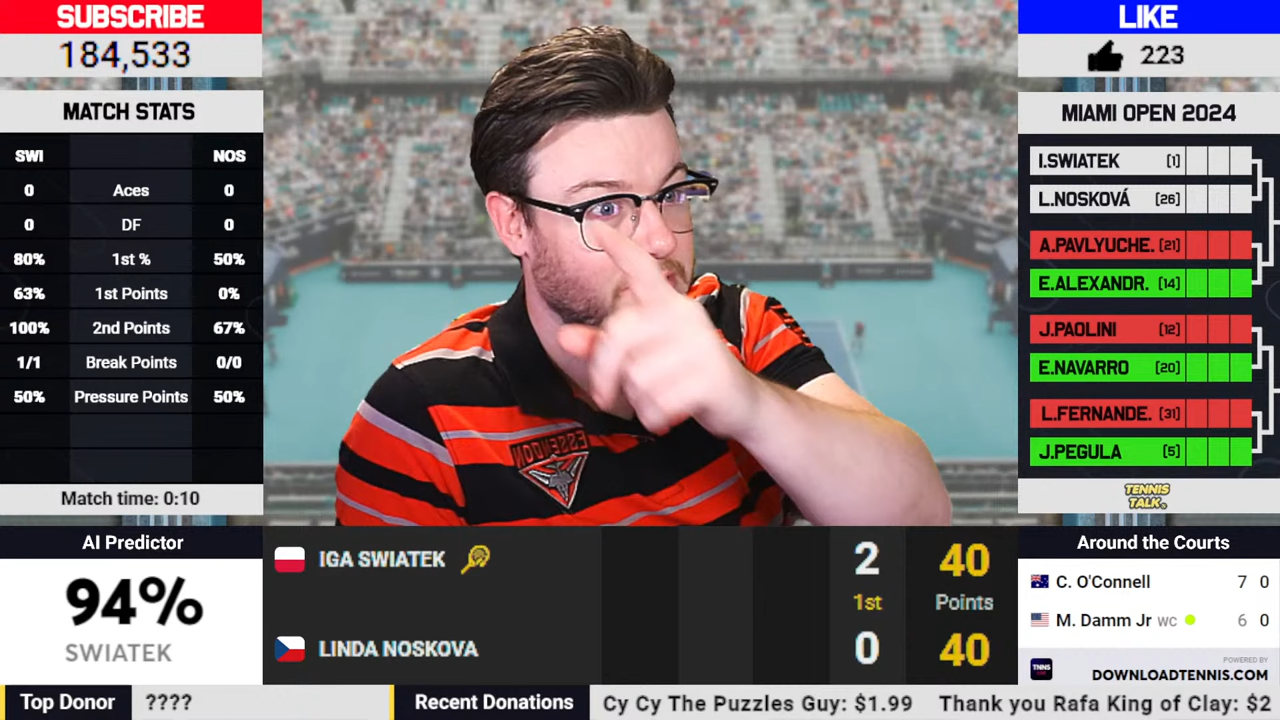 SUBSCRIBE
184,533
MATCH STATS
SWI NOS
0 Aces 0
0 DF 0
80% 1st % 50%
63% 1st Points 0%
100% 2nd Points 67%
1/1 Break Points 0/0
50% Pressure Points 50%
Match time: 0:10
AI Predictor
94%
SWIATEK
ESSENDON
IGA SWIATEK 2 40
1st Points
LINDA NOSKOVA 0 40
LIKE
223
MIAMI OPEN 2024
I.SWIATEK [1]
L.NOSKOVÁ [26]
A.PAVLYUCHE. [21]
E.ALEXANDR. [14]
J.PAOLINI [12]
E.NAVARRO [20]
L.FERNANDE. [31]
J.PEGULA [5]
TENNIS
TALK.
Around the Courts
C. O'Connell 7 0
M. Damm Jr WC 6 0
TNNS
POWERED BY
DOWNLOADTENNIS.COM
Top Donor ???? Recent Donations Cy Cy The Puzzles Guy: $1.99 Thank you Rafa King of Clay: $2